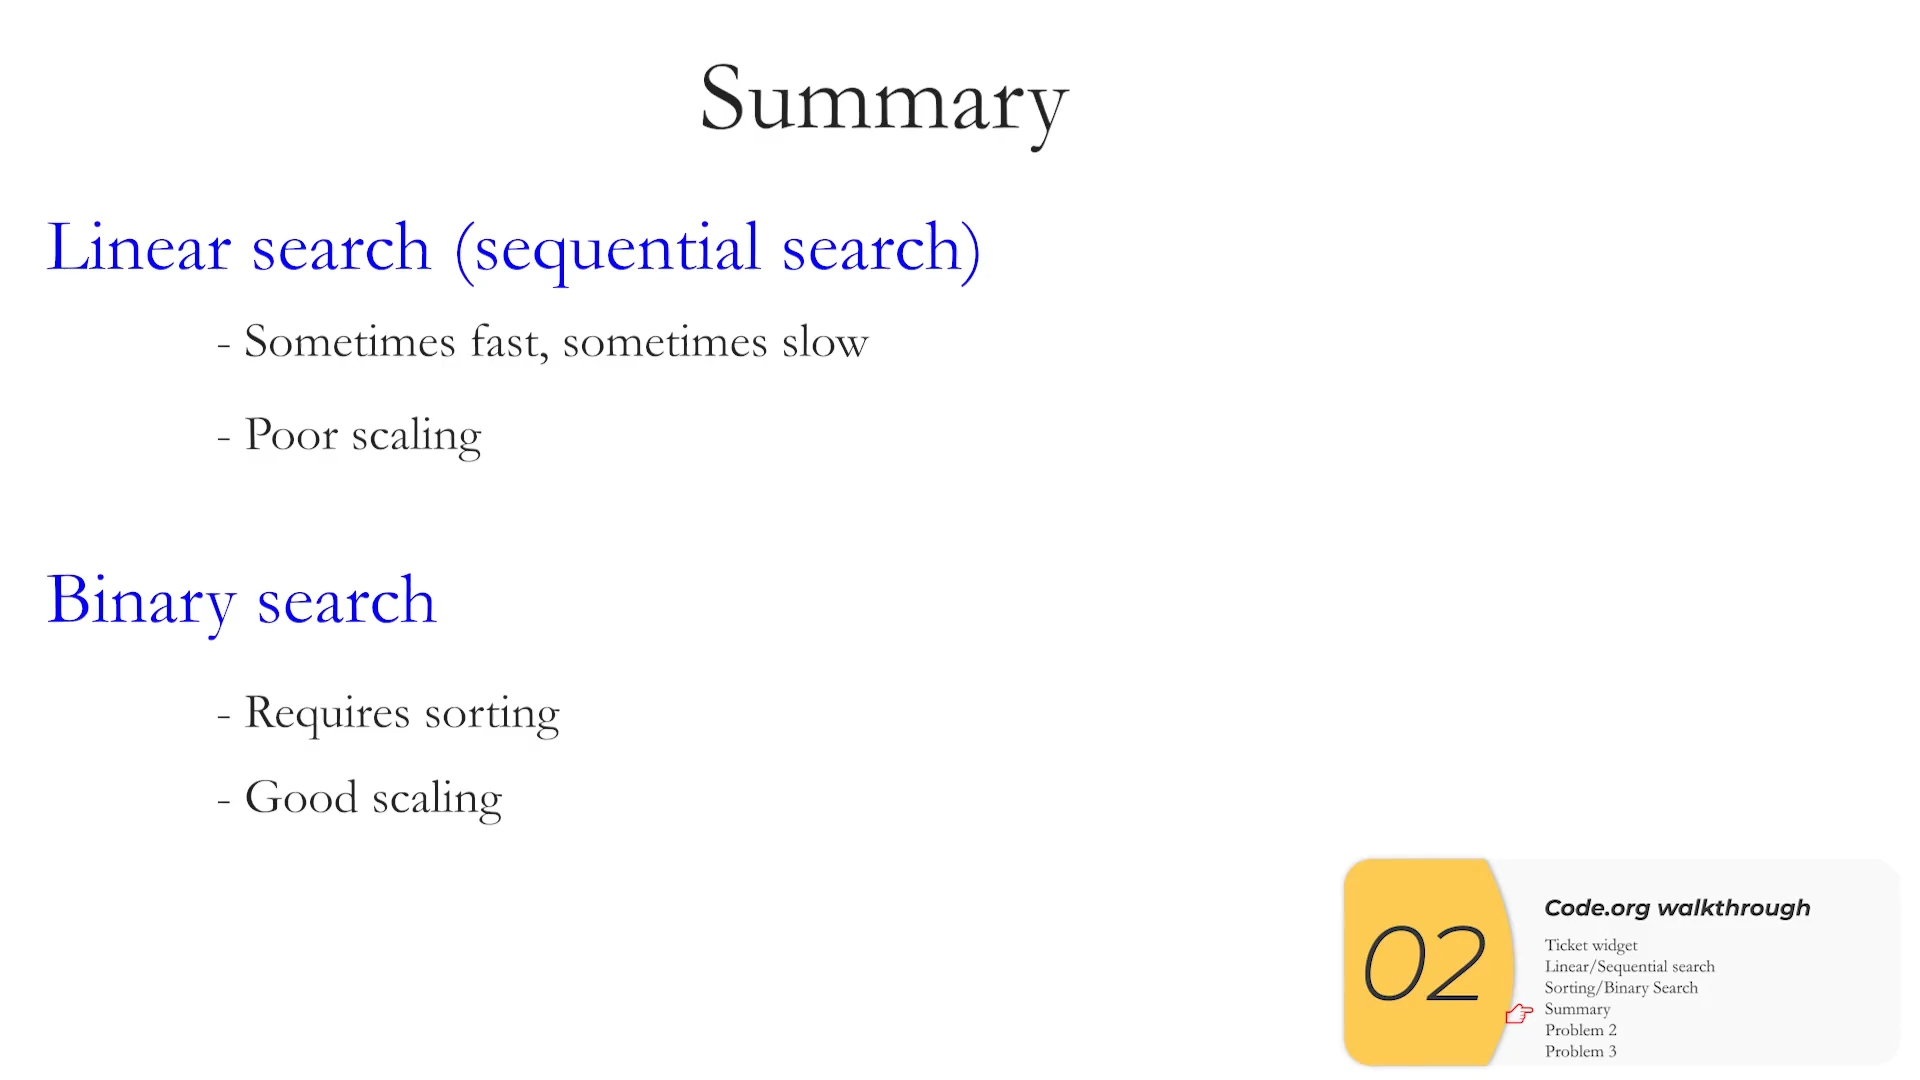 Summary
Linear search (sequential search)
- Sometimes fast, sometimes slow
- Poor scaling
Binary search
- Requires sorting
- Good scaling
02
Code.org walkthrough
Ticket widget
Linear/Sequential search
Sorting/Binary Search
Summary
Problem 2
Problem 3